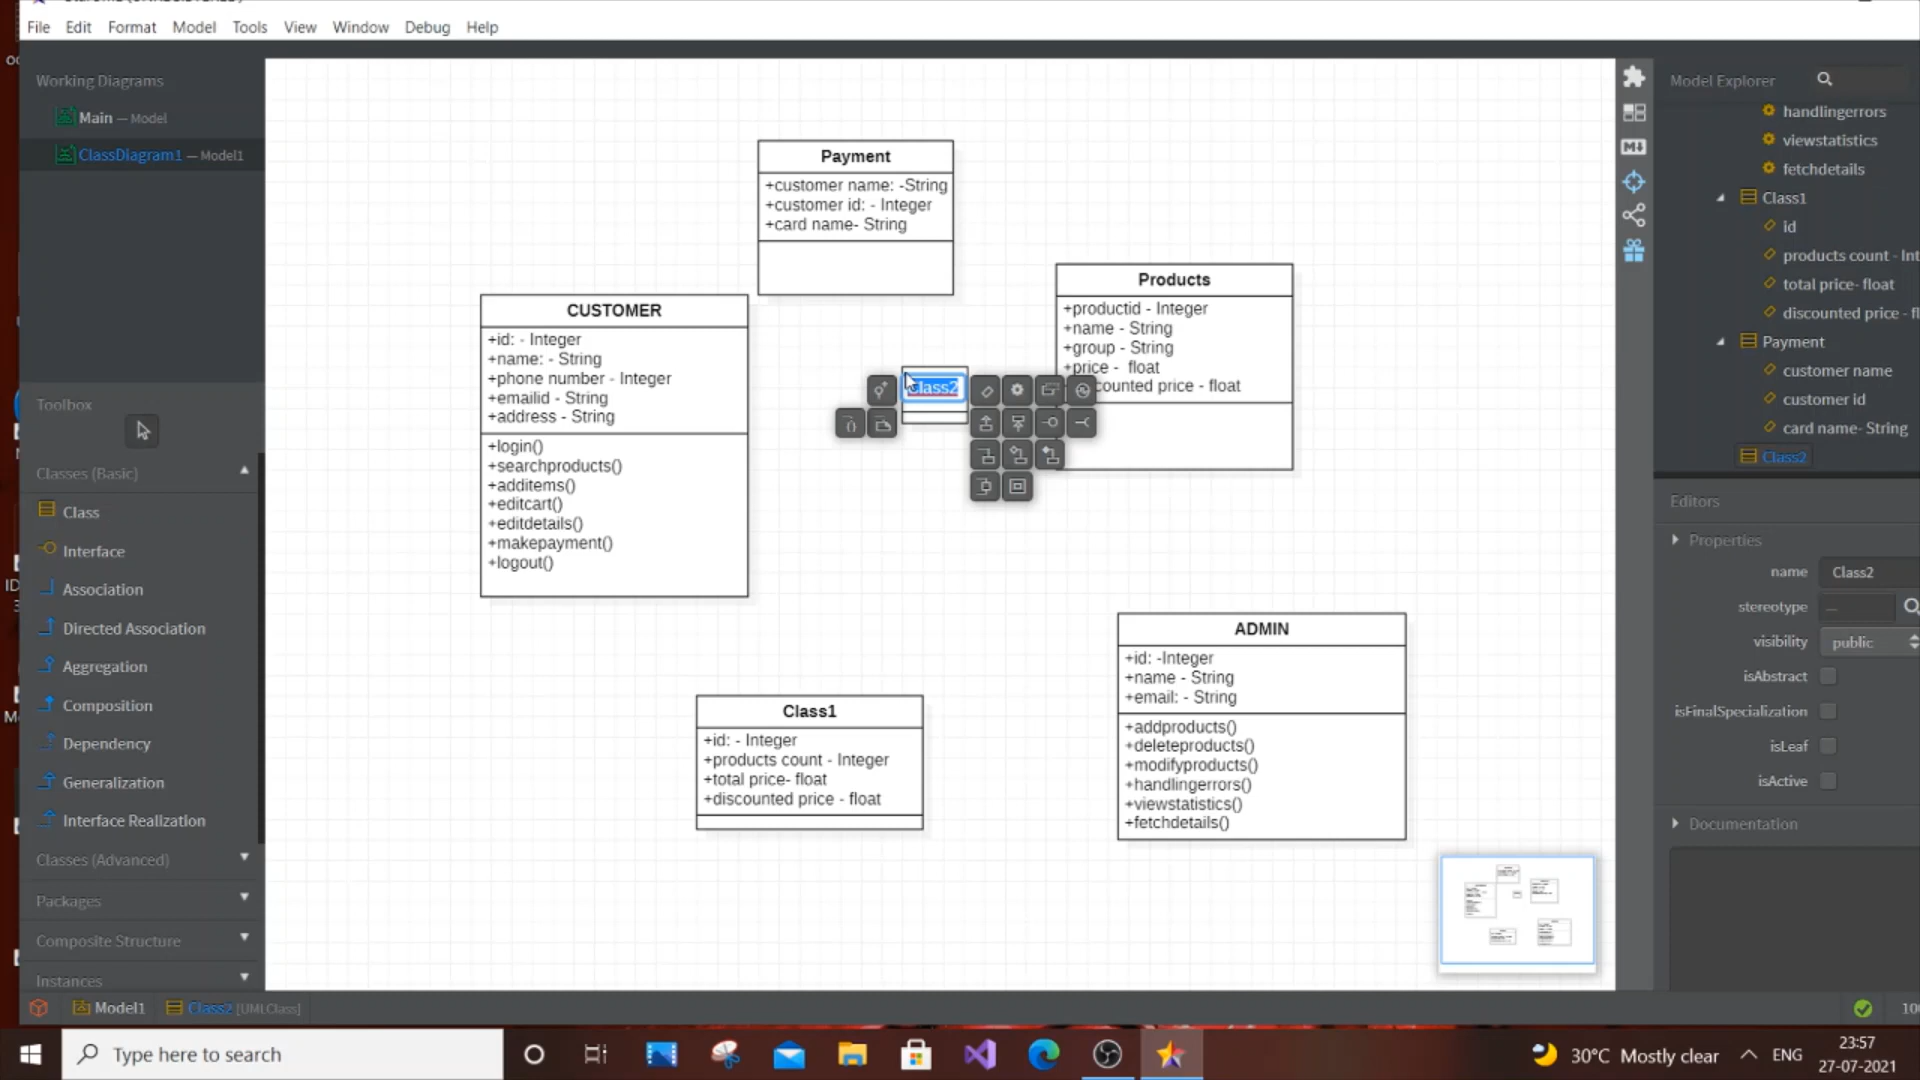 File Edit Format Model Tools View Window Debug Help
Working Diagrams
Main — Model
ClassDiagram1 — Model1
Toolbox
Classes (Basic)
Class
Interface
Association
Directed Association
Aggregation
Composition
Dependency
Generalization
Interface Realization
Classes (Advanced)
Packages
Composite Structure
Instances
Payment
+customer name: -String
+customer id: - Integer
+card name- String
CUSTOMER
+id: - Integer
+name: - String
+phone number - Integer
+emailid - String
+address - String
+login()
+searchproducts()
+additems()
+editcart()
+editdetails()
+makepayment()
+logout()
Class2
Products
+productid - Integer
+name - String
+group - String
+price - float
counted price - float
Class1
+id: - Integer
+products count - Integer
+total price- float
+discounted price - float
ADMIN
+id: -Integer
+name - String
+email: - String
+addproducts()
+deleteproducts()
+modifyproducts()
+handlingerrors()
+viewstatistics()
+fetchdetails()
M↓
Model Explorer
handlingerrors
viewstatistics
fetchdetails
Class1
id
products count - Int
total price- float
discounted price - fl
Payment
customer name
customer id
card name- String
Class2
Editors
Properties
name Class2
stereotype —
visibility public
isAbstract
isFinalSpecialization
isLeaf
isActive
Documentation
Model1 Class2 [UMLClass]
Type here to search
30°C Mostly clear ENG
23:57
27-07-2021